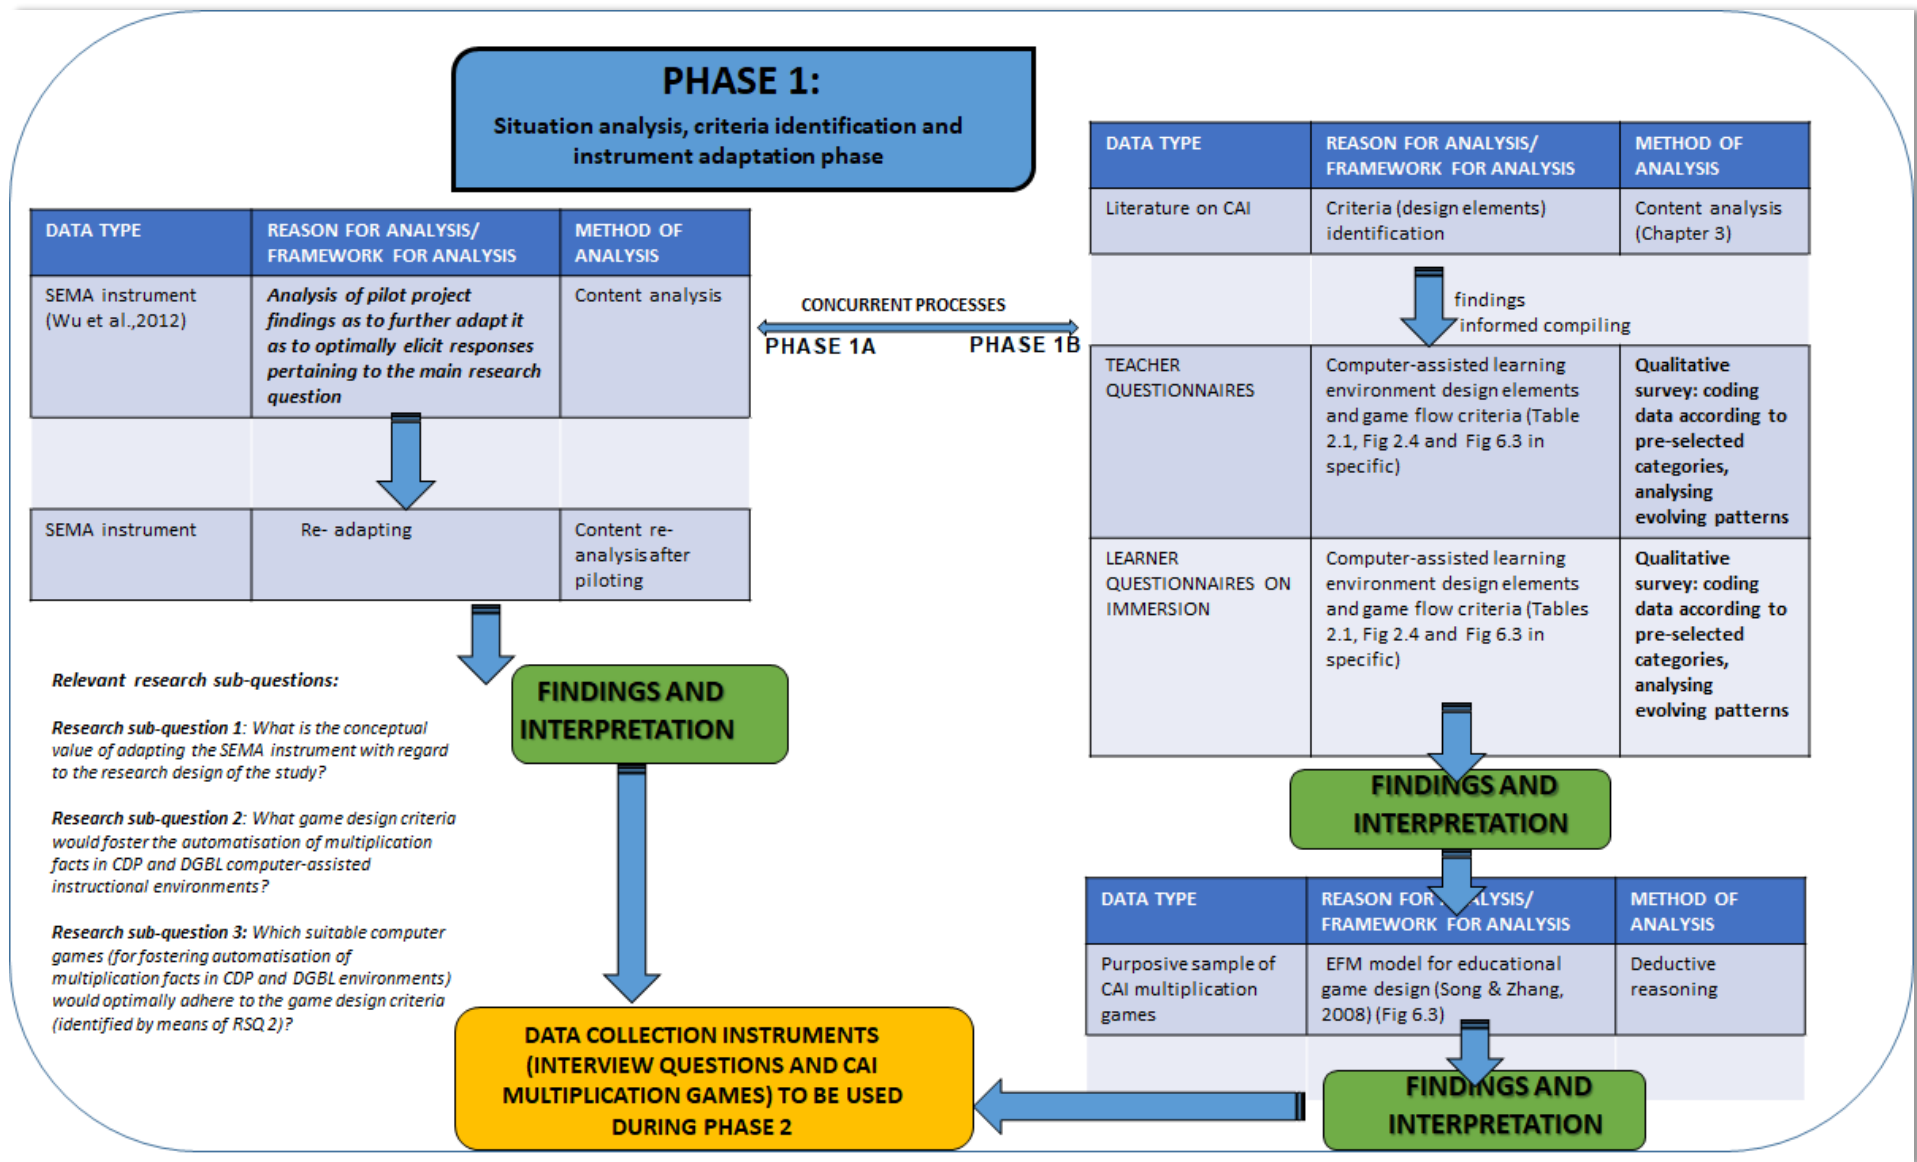 PHASE 1:
Situation analysis, criteria identification and
instrument adaptation phase
DATA TYPE
REASON FOR ANALYSIS/
FRAMEWORK FOR ANALYSIS
METHOD OF
ANALYSIS
SEMA instrument
(Wu et al.,2012)
Analysis of pilot project
findings as to further adapt it
as to optimally elicit responses
pertaining to the main research
question
Content analysis
SEMA instrument
Re- adapting
Content re-
analysisafter
piloting
CONCURRENT PROCESSES
PHASE 1A
PHASE 1B
DATA TYPE
REASON FOR ANALYSIS/
FRAMEWORK FOR ANALYSIS
METHOD OF
ANALYSIS
Literature on CAI
Criteria (design elements)
identification
Content analysis
(Chapter 3)
findings
informed compiling
TEACHER
QUESTIONNAIRES
Computer-assisted learning
environment design elements
and game flow criteria (Table
2.1, Fig 2.4 and Fig 6.3 in
specific)
Qualitative
survey: coding
data according to
pre-selected
categories,
analysing
evolving patterns
LEARNER
QUESTIONNAIRES ON
IMMERSION
Computer-assisted learning
environment design elements
and game flow criteria (Tables
2.1, Fig 2.4 and Fig 6.3 in
specific)
Qualitative
survey: coding
data according to
pre-selected
categories,
analysing
evolving patterns
Relevant research sub-questions:
Research sub-question 1: What is the conceptual
value of adapting the SEMA instrument with regard
to the research design of the study?
Research sub-question 2: What game design criteria
would foster the automatisation of multiplication
facts in CDP and DGBL computer-assisted
instructional environments?
Research sub-question 3: Which suitable computer
games (for fostering automatisation of
multiplication facts in CDP and DGBL environments)
would optimally adhere to the game design criteria
(identified by means of RSQ 2)?
FINDINGS AND
INTERPRETATION
FINDINGS AND
INTERPRETATION
DATA TYPE
REASON FOR ANALYSIS/
FRAMEWORK FOR ANALYSIS
METHOD OF
ANALYSIS
Purposive sample of
CAI multiplication
games
EFM model for educational
game design (Song & Zhang,
2008) (Fig 6.3)
Deductive
reasoning
FINDINGS AND
INTERPRETATION
DATA COLLECTION INSTRUMENTS
(INTERVIEW QUESTIONS AND CAI
MULTIPLICATION GAMES) TO BE USED
DURING PHASE 2